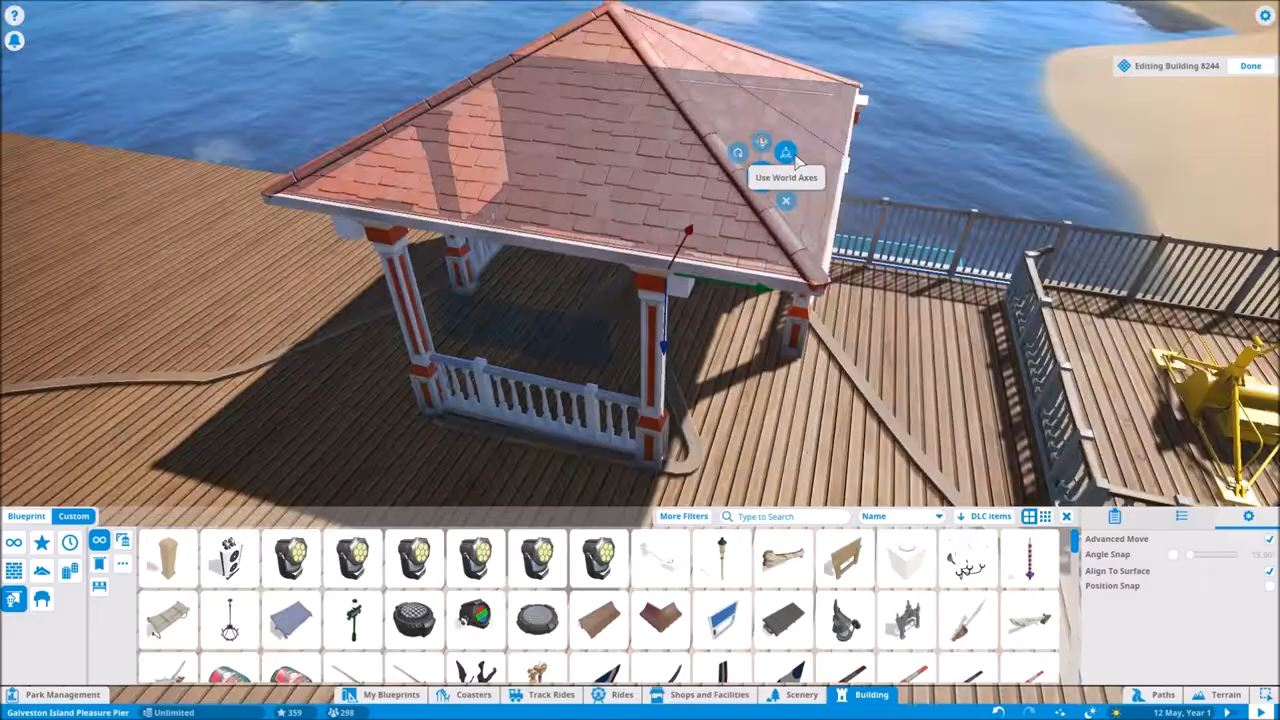 ?
Editing Building 8244 Done
Use World Axes
Blueprint Custom More Filters Type to Search Name DLC items
Advanced Move
Angle Snap 15.00
Align To Surface
Position Snap
Park Management My Blueprints Coasters Track Rides Rides Shops and Facilities Scenery Building Paths Terrain
Galveston Island Pleasure Pier Unlimited 359 298 12 May, Year 1